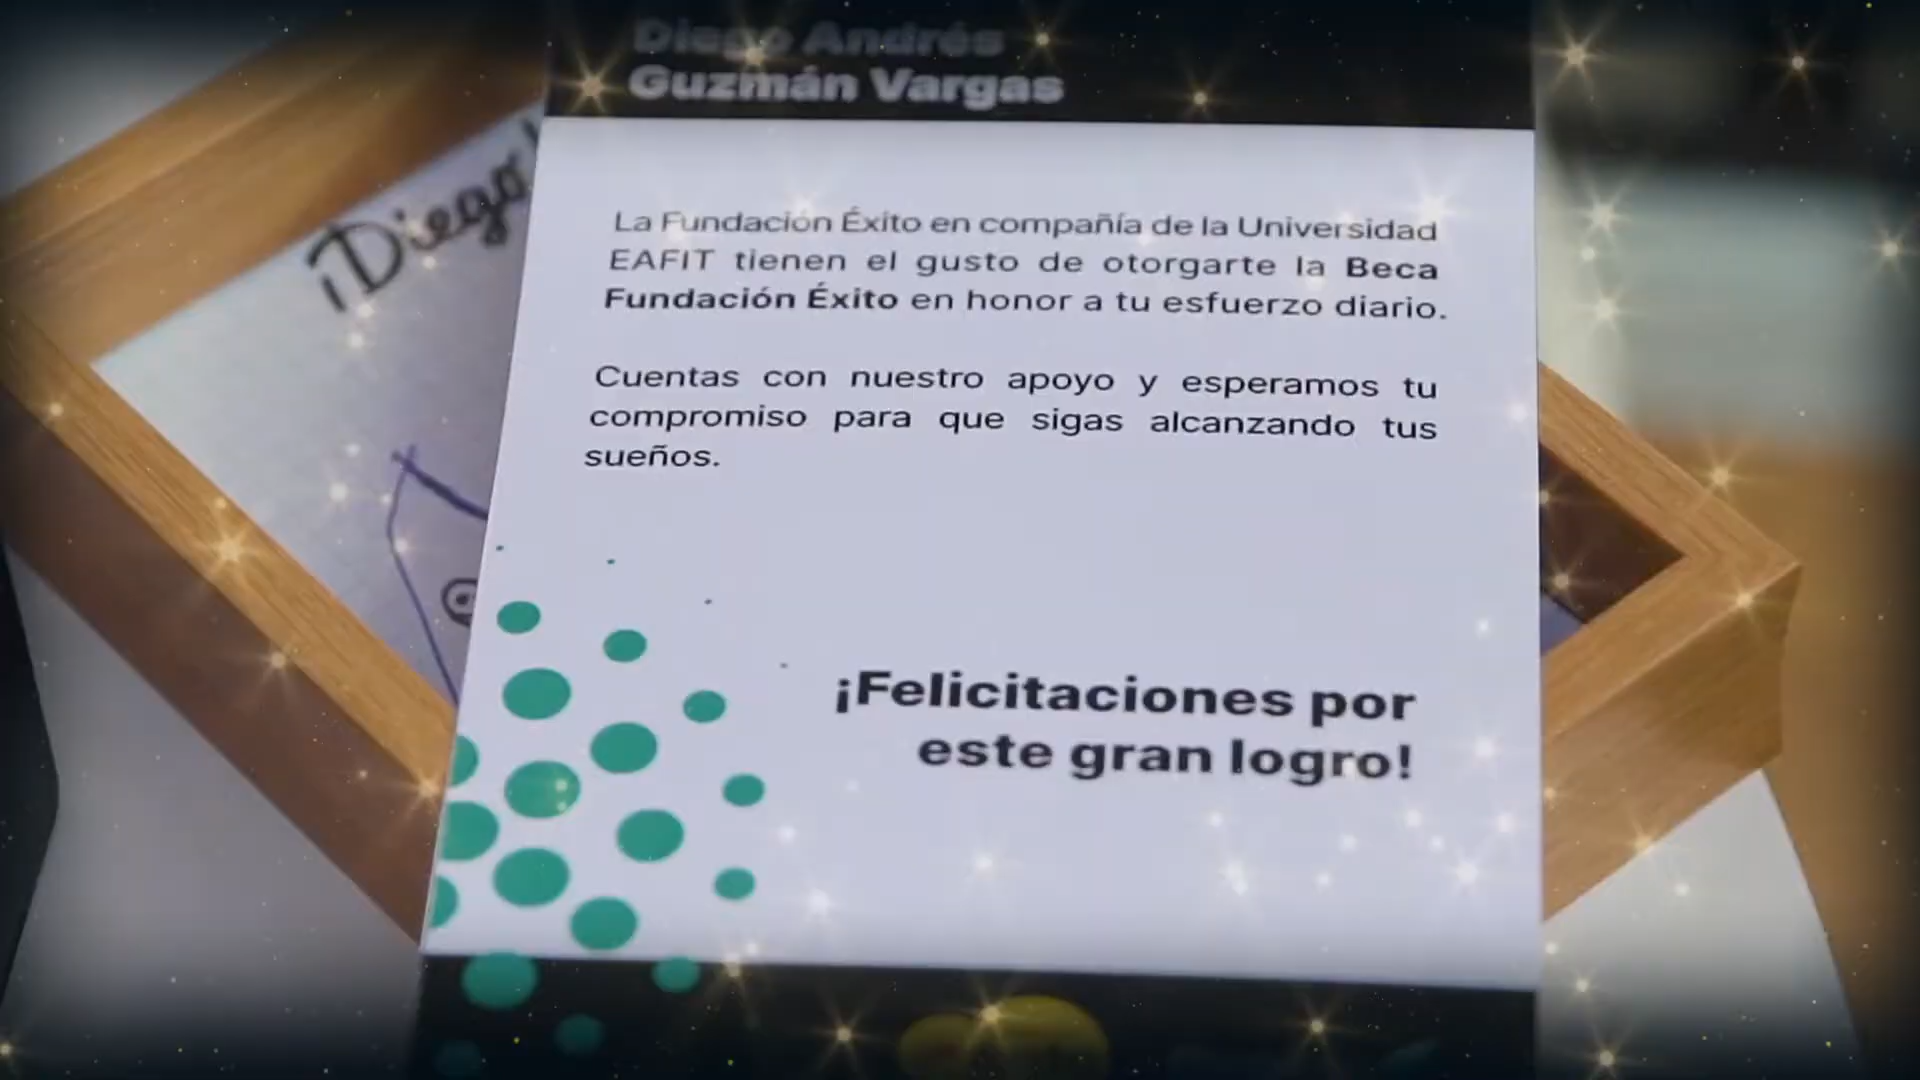 Diego Andrés
Guzmán Vargas
¡Diego!
La Fundación Éxito en compañía de la Universidad
EAFIT tienen el gusto de otorgarte la Beca
Fundación Éxito en honor a tu esfuerzo diario.
Cuentas con nuestro apoyo y esperamos tu
compromiso para que sigas alcanzando tus
sueños.
¡Felicitaciones por
este gran logro!